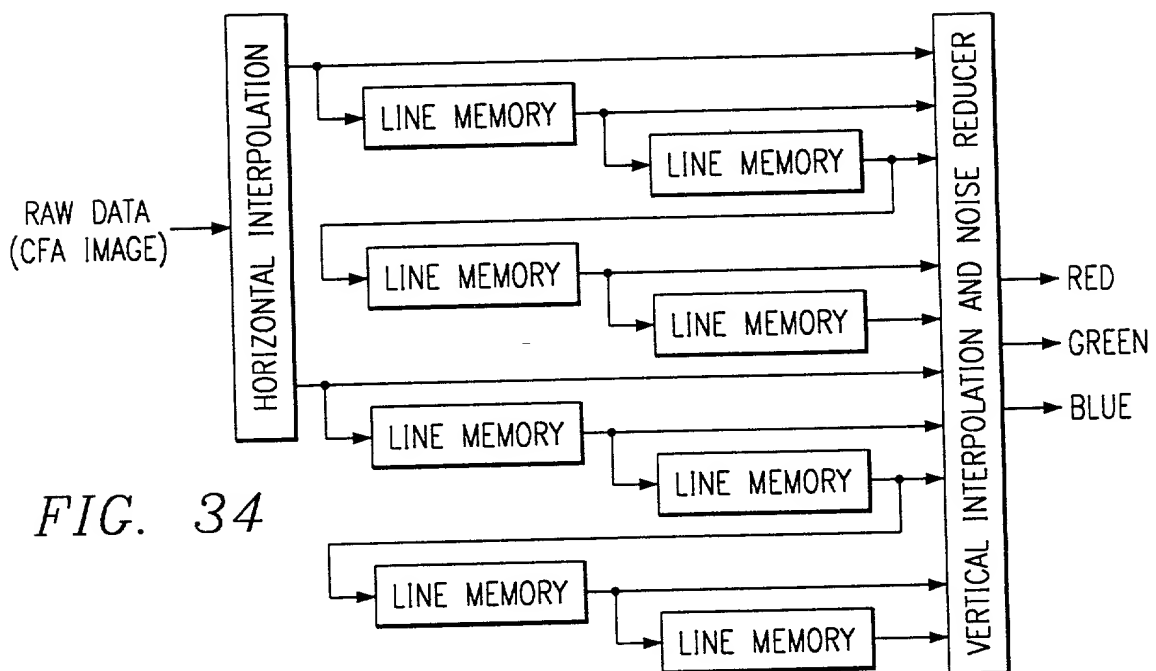 HORIZONTAL INTERPOLATION
RAW DATA
(CFA IMAGE)
LINE MEMORY
LINE MEMORY
LINE MEMORY
LINE MEMORY
LINE MEMORY
LINE MEMORY
LINE MEMORY
LINE MEMORY
VERTICAL INTERPOLATION AND NOISE REDUCER
RED
GREEN
BLUE
FIG. 34